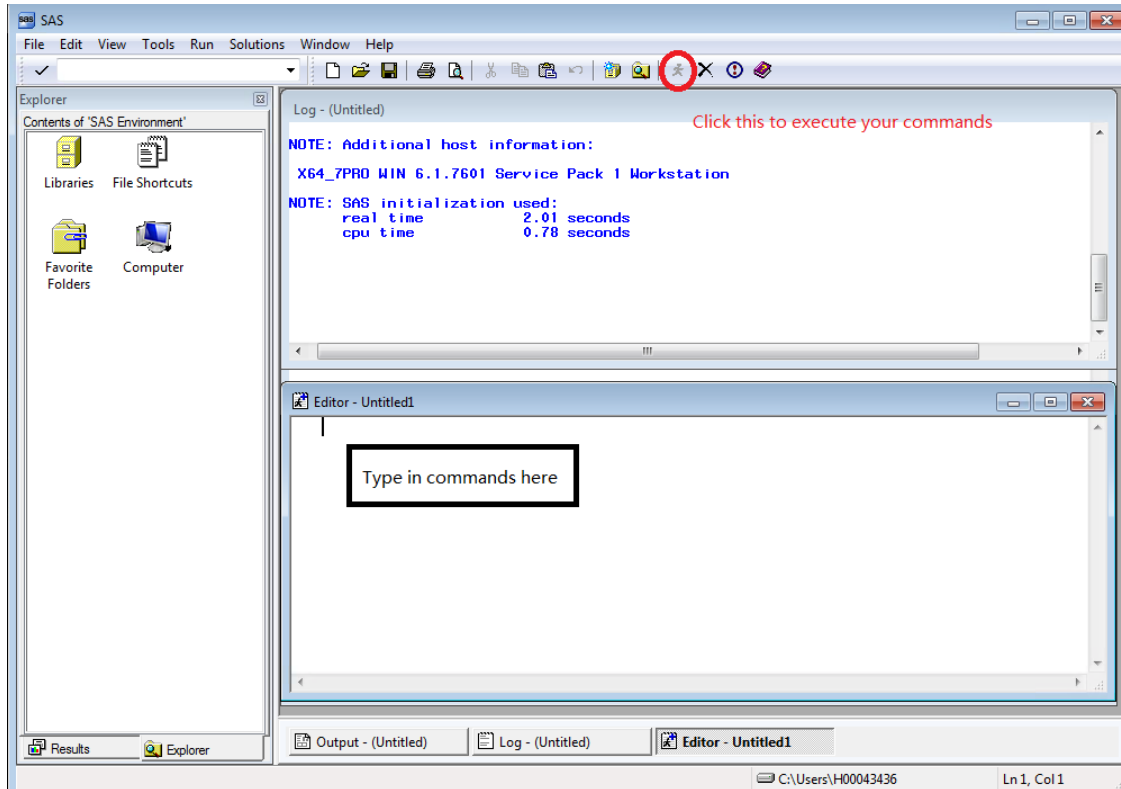 SAS
File Edit View Tools Run Solutions Window Help
Explorer
Contents of 'SAS Environment'
Libraries File Shortcuts
Favorite Folders
Computer
Log - (Untitled)
Click this to execute your commands
NOTE: Additional host information:
X64_7PRO WIN 6.1.7601 Service Pack 1 Workstation
NOTE: SAS initialization used:
real time 2.01 seconds
cpu time 0.78 seconds
Editor - Untitled1
Type in commands here
Results Explorer
Output - (Untitled) Log - (Untitled) Editor - Untitled1
C:\Users\H00043436 Ln 1, Col 1